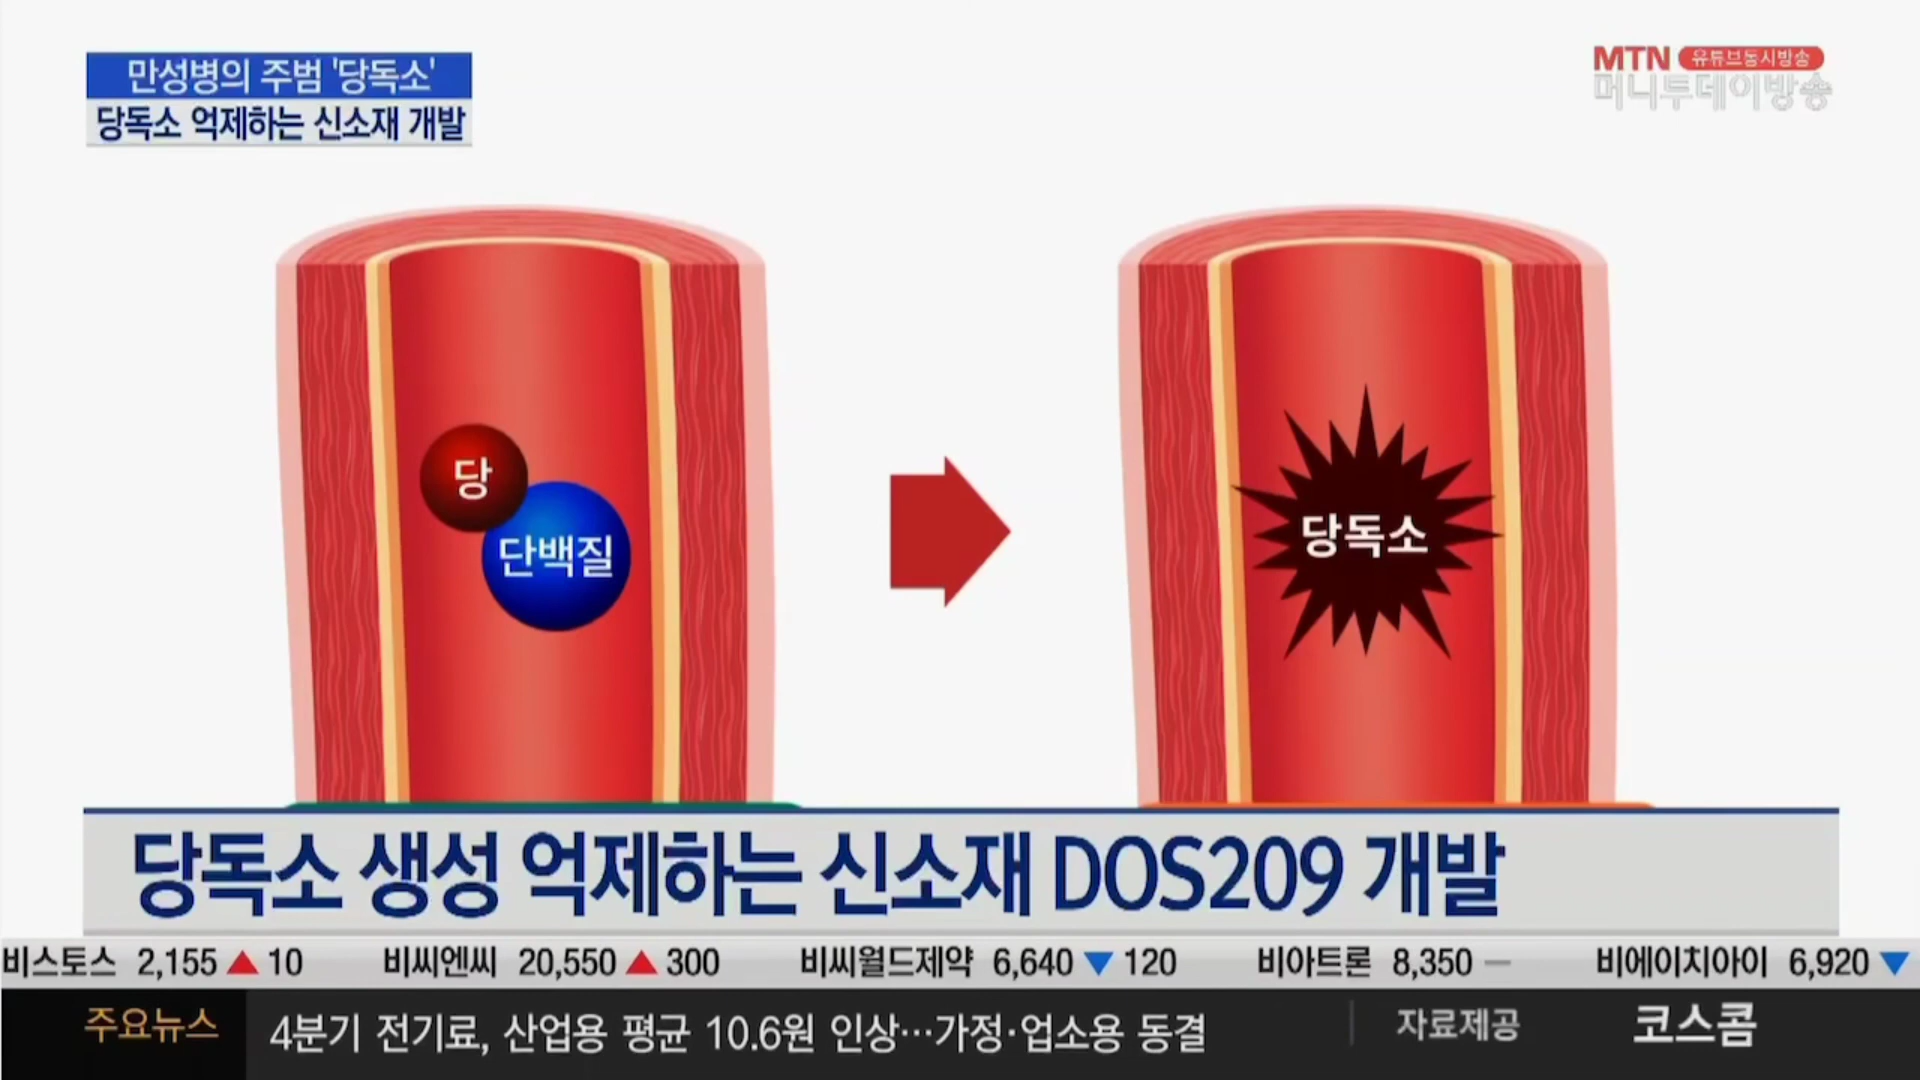 만성병의 주범 '당독소'
당독소 억제하는 신소재 개발
MTN 유튜브동시방송
머니투데이방송
당
단백질
당독소
당독소 생성 억제하는 신소재 DOS209 개발
비스토스 2,155 ▲ 10 비씨엔씨 20,550 ▲ 300 비씨월드제약 6,640 ▼ 120 비아트론 8,350 － 비에이치아이 6,920 ▼
주요뉴스 4분기 전기료, 산업용 평균 10.6원 인상…가정·업소용 동결 자료제공 코스콤